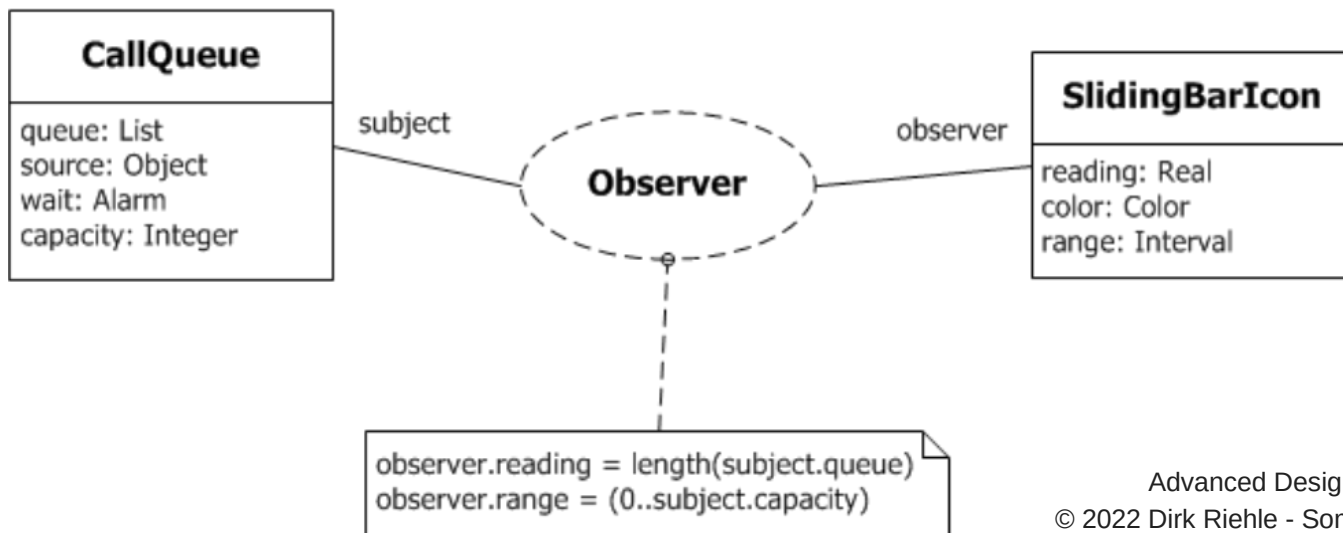 CallQueue
queue: List
source: Object
wait: Alarm
capacity: Integer
subject
Observer
observer
SlidingBarIcon
reading: Real
color: Color
range: Interval
observer.reading = length(subject.queue)
observer.range = (0..subject.capacity)
Advanced Desig
© 2022 Dirk Riehle - Som